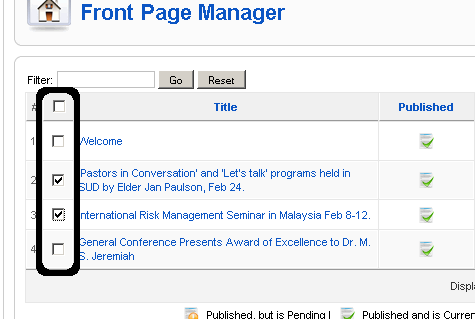 Front Page Manager
Filter: Go Reset
# Title Published
1 Welcome
2 'Pastors in Conversation' and 'Let's talk' programs held in
SUD by Elder Jan Paulson, Feb 24.
3 International Risk Management Seminar in Malaysia Feb 8-12.
4 General Conference Presents Award of Excellence to Dr. M.
S. Jeremiah
Displ
Published, but is Pending | Published and is Curren